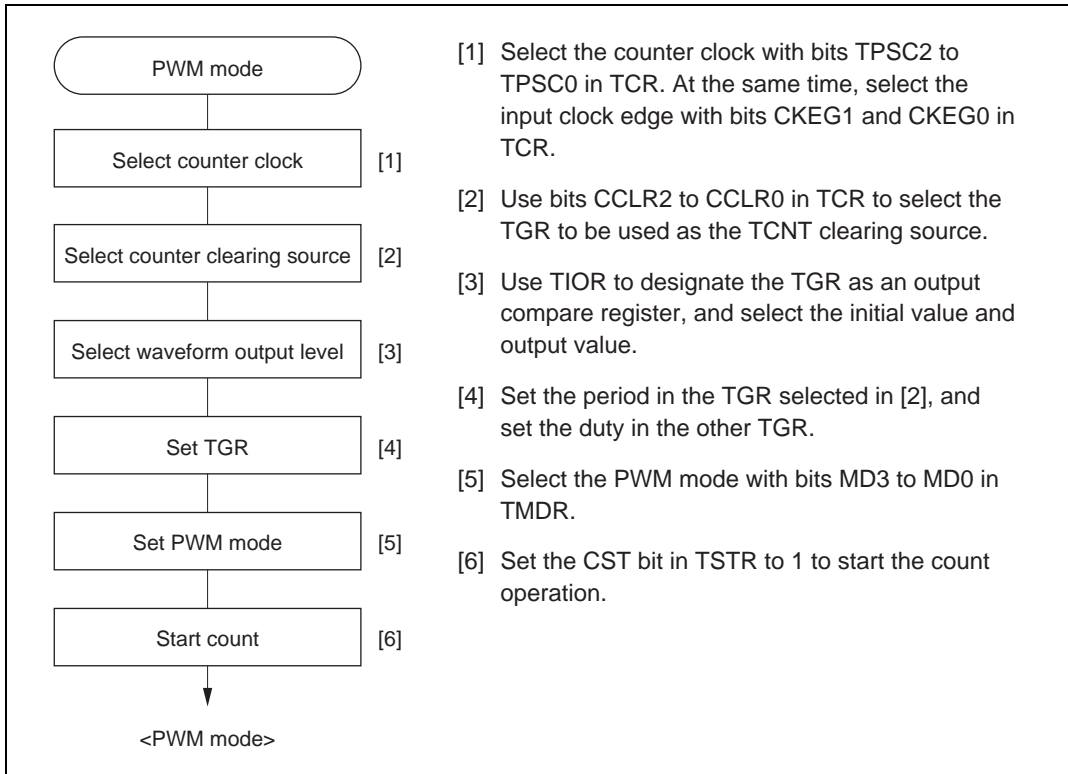 PWM mode
Select counter clock
[1]
Select counter clearing source
[2]
Select waveform output level
[3]
Set TGR
[4]
Set PWM mode
[5]
Start count
[6]
<PWM mode>
[1] Select the counter clock with bits TPSC2 to
TPSC0 in TCR. At the same time, select the
input clock edge with bits CKEG1 and CKEG0 in
TCR.
[2] Use bits CCLR2 to CCLR0 in TCR to select the
TGR to be used as the TCNT clearing source.
[3] Use TIOR to designate the TGR as an output
compare register, and select the initial value and
output value.
[4] Set the period in the TGR selected in [2], and
set the duty in the other TGR.
[5] Select the PWM mode with bits MD3 to MD0 in
TMDR.
[6] Set the CST bit in TSTR to 1 to start the count
operation.